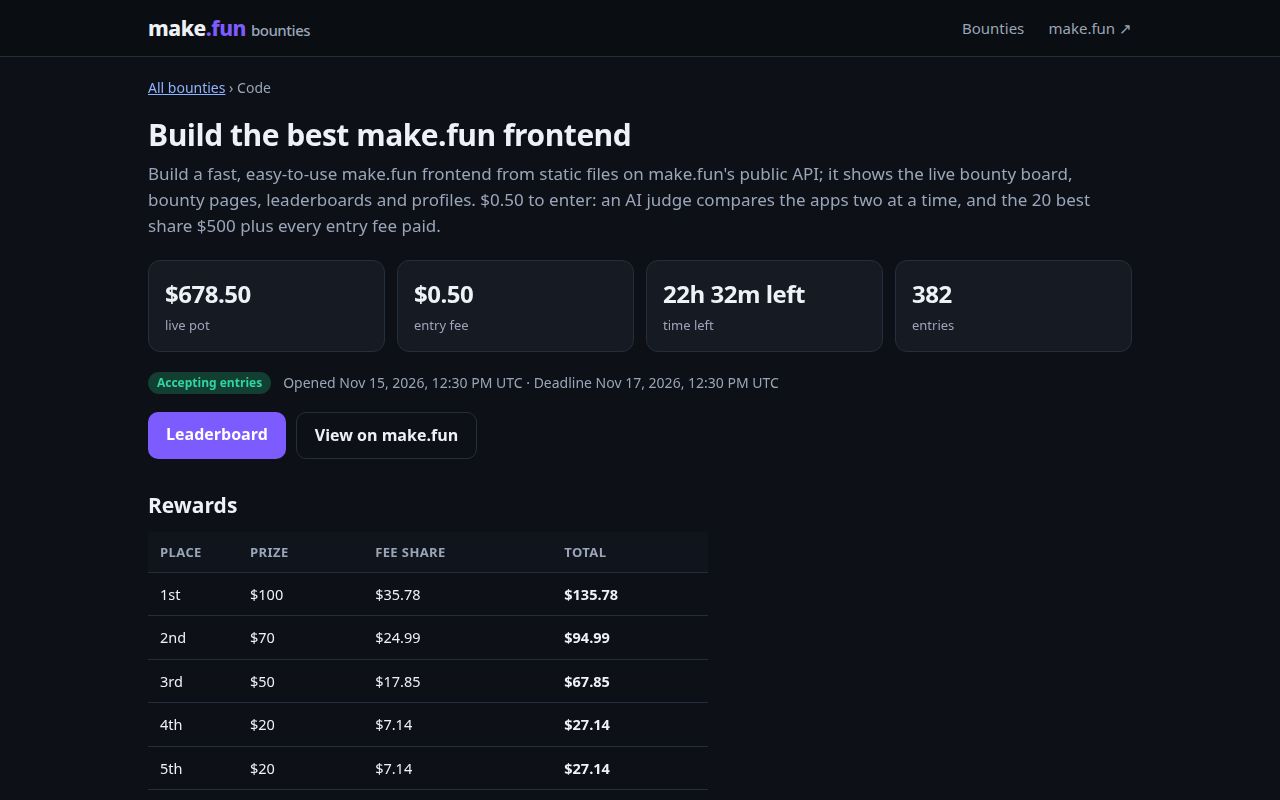 make.fun bounties
Bounties
make.fun ↗
All bounties › Code
Build the best make.fun frontend
Build a fast, easy-to-use make.fun frontend from static files on make.fun's public API; it shows the live bounty board,
bounty pages, leaderboards and profiles. $0.50 to enter: an AI judge compares the apps two at a time, and the 20 best
share $500 plus every entry fee paid.
$678.50
live pot
$0.50
entry fee
22h 32m left
time left
382
entries
Accepting entries
Opened Nov 15, 2026, 12:30 PM UTC · Deadline Nov 17, 2026, 12:30 PM UTC
Leaderboard
View on make.fun
Rewards
PLACE PRIZE FEE SHARE TOTAL
1st $100 $35.78 $135.78
2nd $70 $24.99 $94.99
3rd $50 $17.85 $67.85
4th $20 $7.14 $27.14
5th $20 $7.14 $27.14